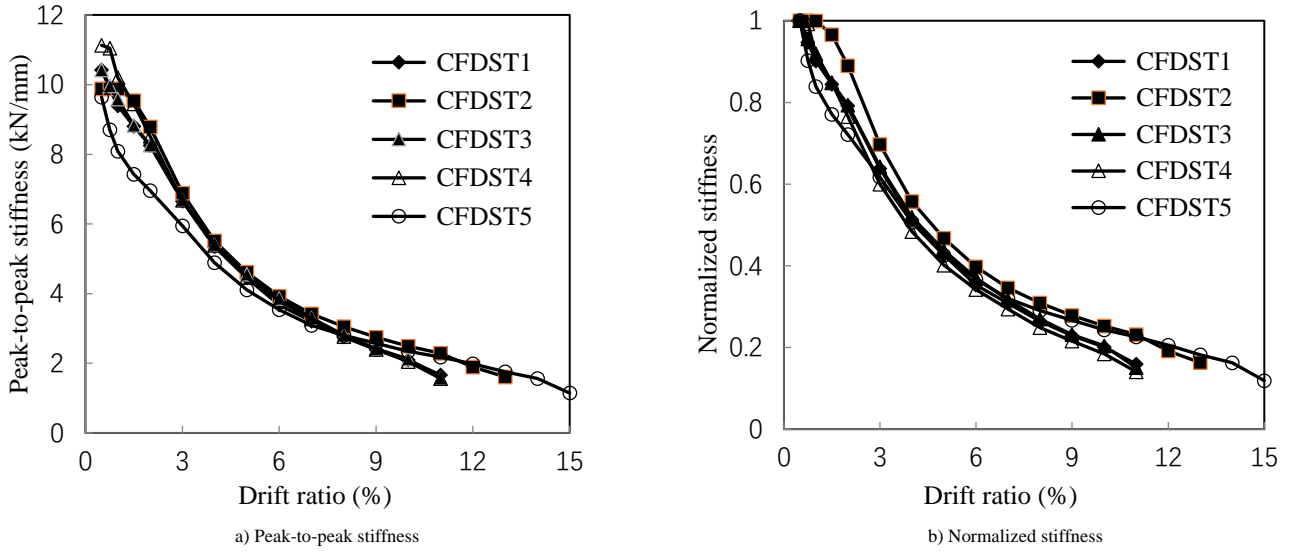 12
10
8
6
4
2
0
0
3
6
9
12
15
Peak-to-peak stiffness (kN/mm)
Drift ratio (%)
CFDST1
CFDST2
CFDST3
CFDST4
CFDST5
a) Peak-to-peak stiffness
1
0.8
0.6
0.4
0.2
0
0
3
6
9
12
15
Normalized stiffness
Drift ratio (%)
CFDST1
CFDST2
CFDST3
CFDST4
CFDST5
b) Normalized stiffness